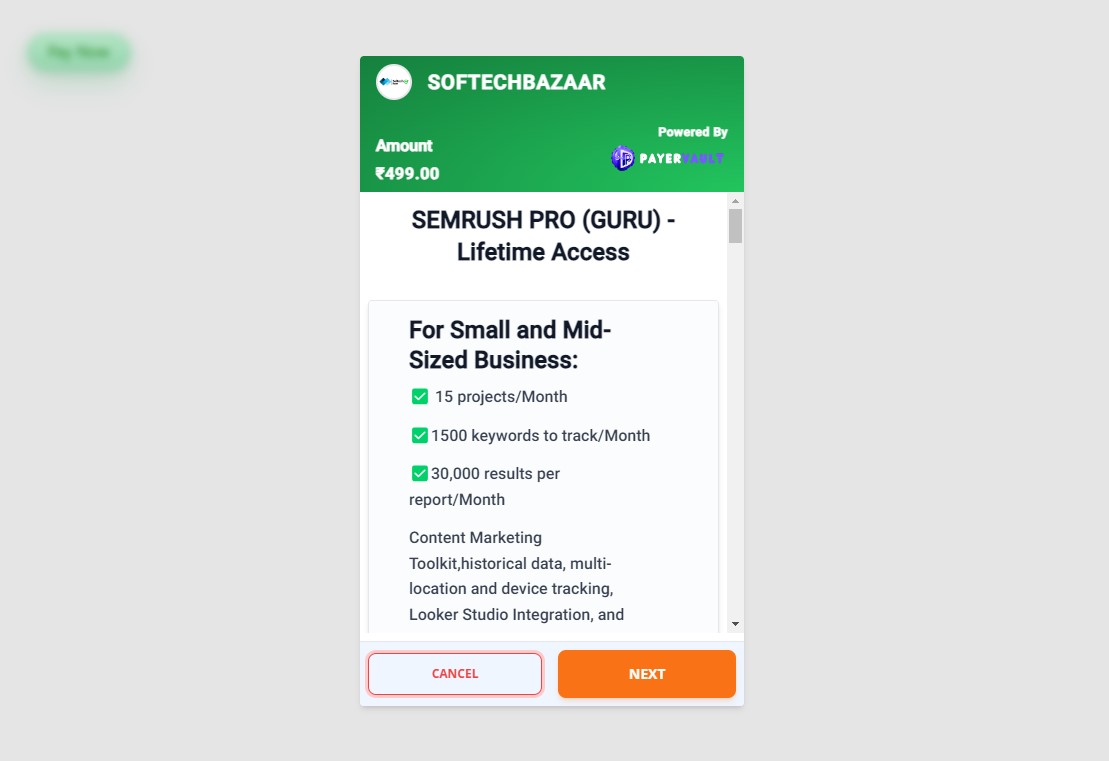 Pay Now
SOFTECHBAZAAR
Powered By
PAYERVAULT
Amount
₹499.00
SEMRUSH PRO (GURU) -
Lifetime Access
For Small and Mid-
Sized Business:
15 projects/Month
1500 keywords to track/Month
30,000 results per
report/Month
Content Marketing
Toolkit,historical data, multi-
location and device tracking,
Looker Studio Integration, and
CANCEL
NEXT